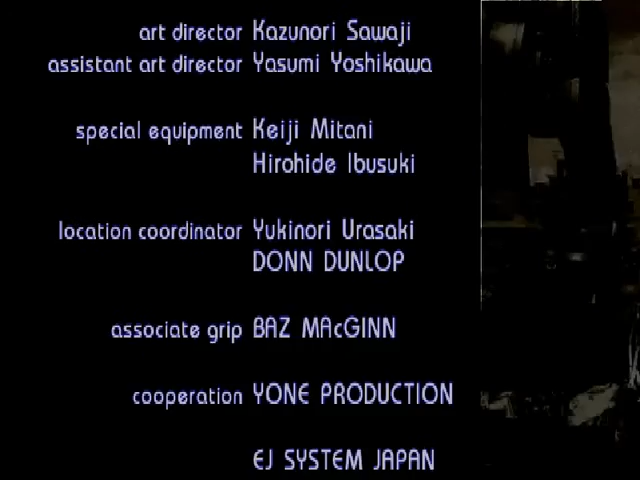 art director Kazunori Sawaji
assistant art director Yasumi Yoshikawa
special equipment Keiji Mitani
Hirohide Ibusuki
location coordinator Yukinori Urasaki
DONN DUNLOP
associate grip BAZ MAcGINN
cooperation YONE PRODUCTION
EJ SYSTEM JAPAN